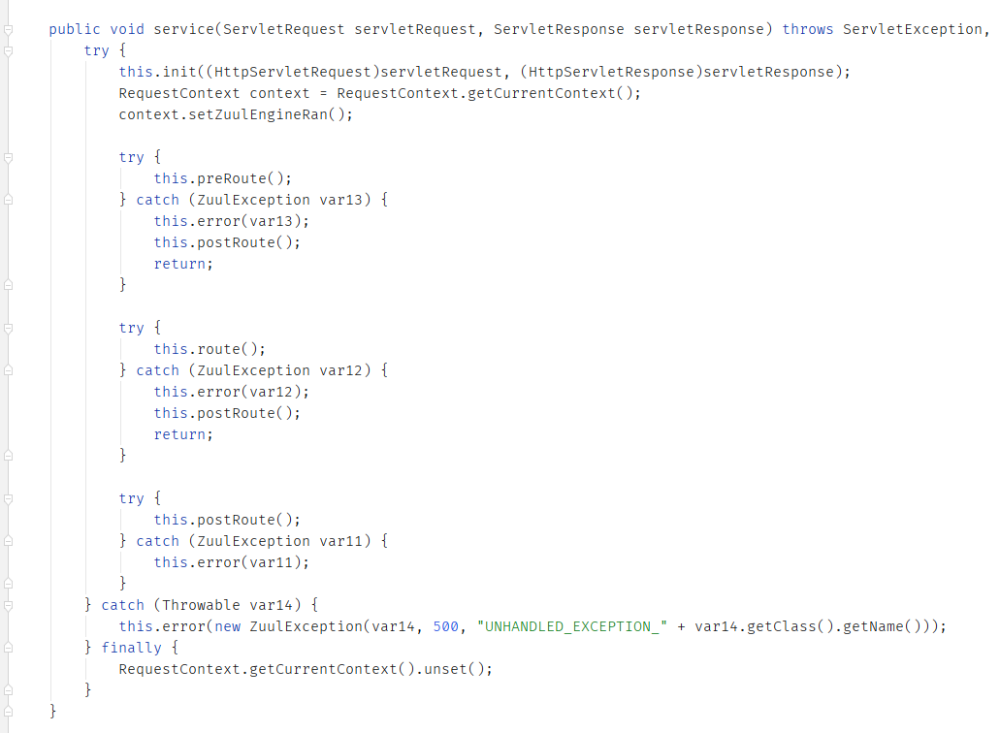 public void service(ServletRequest servletRequest, ServletResponse servletResponse) throws ServletException,
    try {
        this.init((HttpServletRequest)servletRequest, (HttpServletResponse)servletResponse);
        RequestContext context = RequestContext.getCurrentContext();
        context.setZuulEngineRan();

        try {
            this.preRoute();
        } catch (ZuulException var13) {
            this.error(var13);
            this.postRoute();
            return;
        }

        try {
            this.route();
        } catch (ZuulException var12) {
            this.error(var12);
            this.postRoute();
            return;
        }

        try {
            this.postRoute();
        } catch (ZuulException var11) {
            this.error(var11);
        }
    } catch (Throwable var14) {
        this.error(new ZuulException(var14, 500, "UNHANDLED_EXCEPTION_" + var14.getClass().getName()));
    } finally {
        RequestContext.getCurrentContext().unset();
    }
}